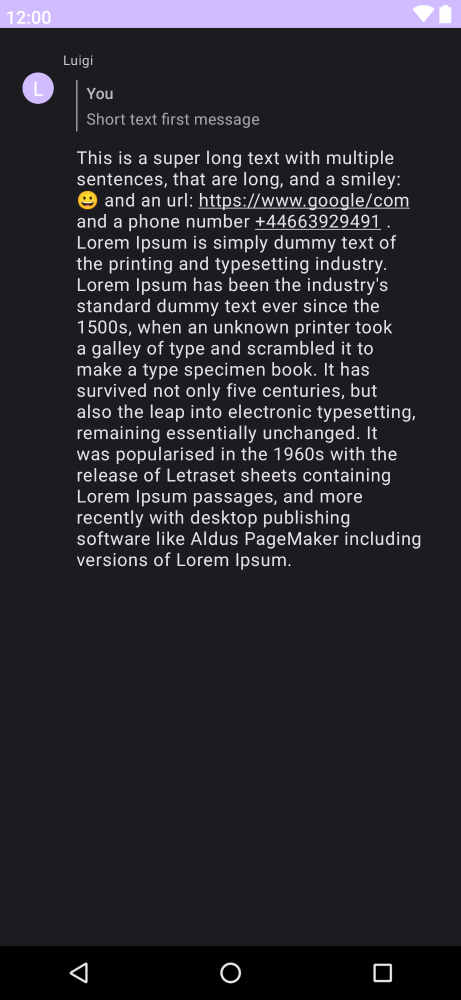 12:00
Luigi
L
You
Short text first message
This is a super long text with multiple
sentences, that are long, and a smiley:
😀 and an url: https://www.google/com
and a phone number +44663929491 .
Lorem Ipsum is simply dummy text of
the printing and typesetting industry.
Lorem Ipsum has been the industry's
standard dummy text ever since the
1500s, when an unknown printer took
a galley of type and scrambled it to
make a type specimen book. It has
survived not only five centuries, but
also the leap into electronic typesetting,
remaining essentially unchanged. It
was popularised in the 1960s with the
release of Letraset sheets containing
Lorem Ipsum passages, and more
recently with desktop publishing
software like Aldus PageMaker including
versions of Lorem Ipsum.